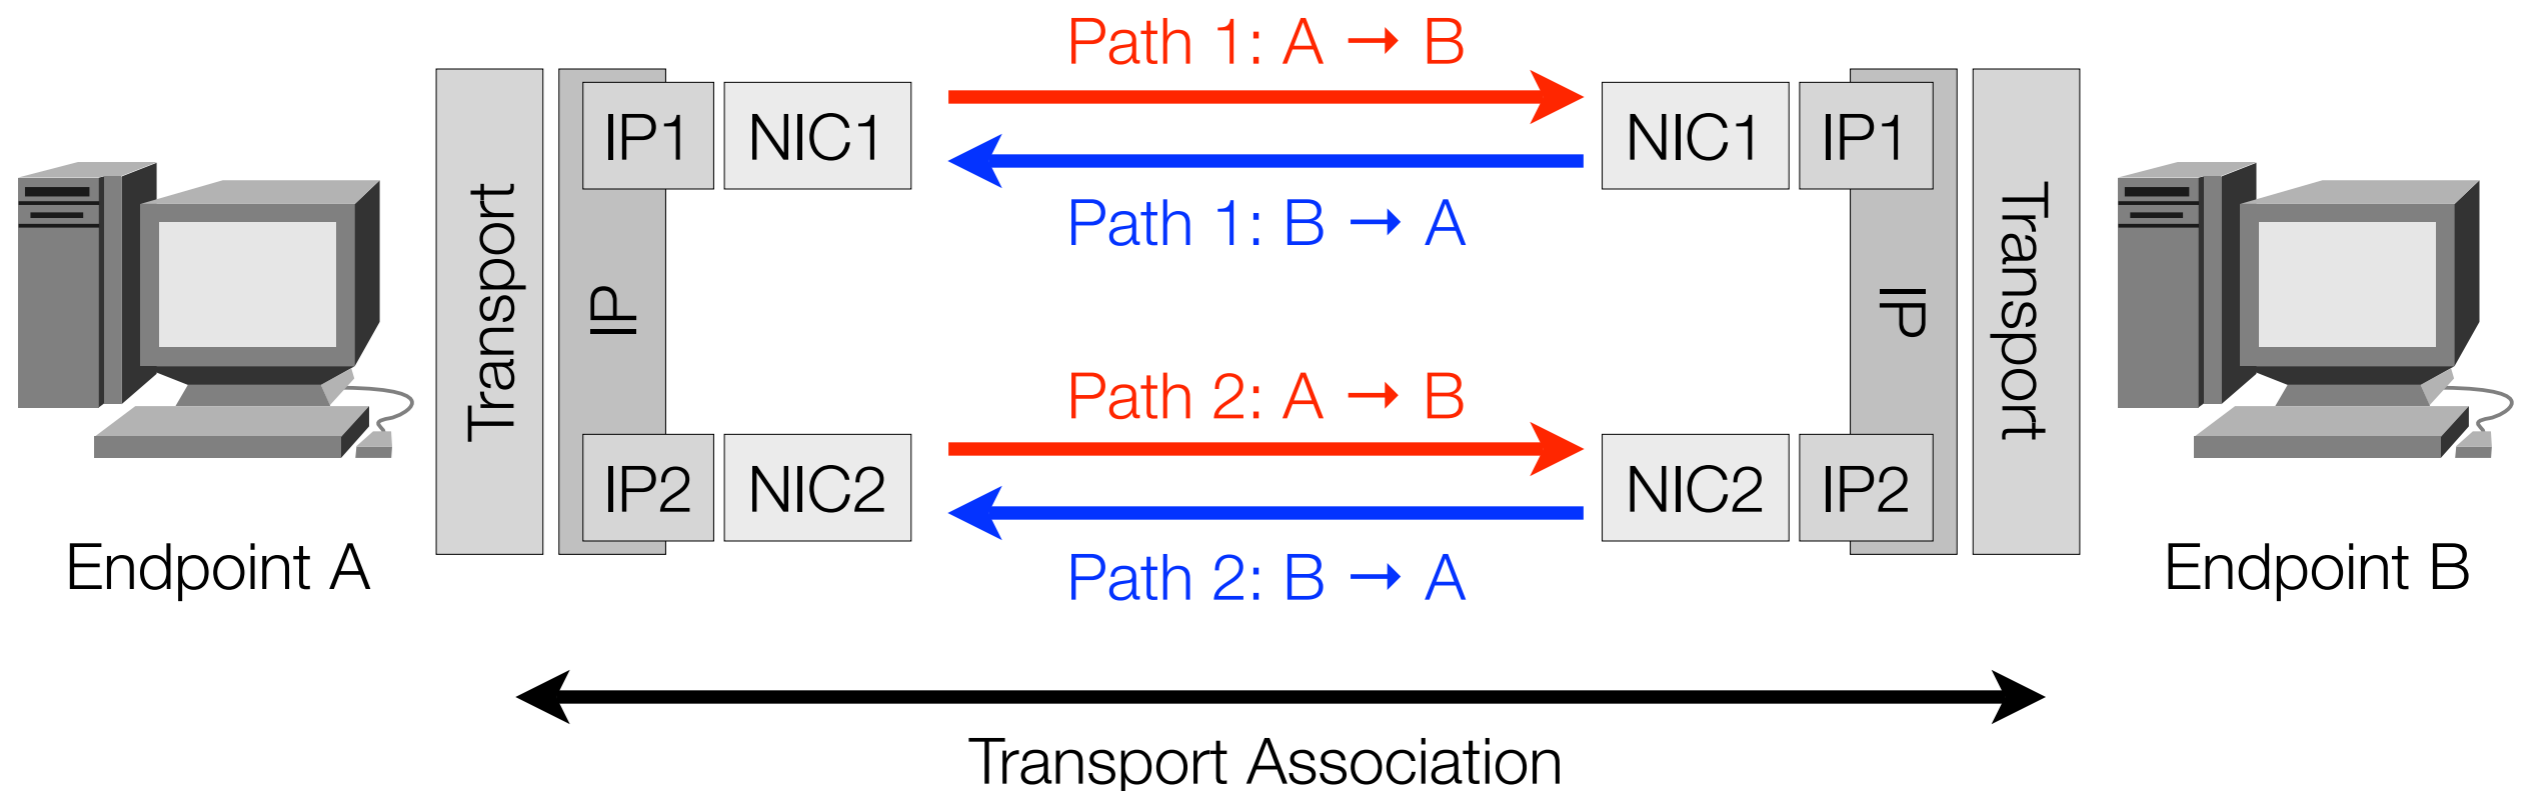 Path 1: A → B
Transport
IP
IP1
NIC1
NIC1
IP1
IP
Transport
Path 1: B → A
Path 2: A → B
IP2
NIC2
NIC2
IP2
Path 2: B → A
Endpoint A
Endpoint B
Transport Association